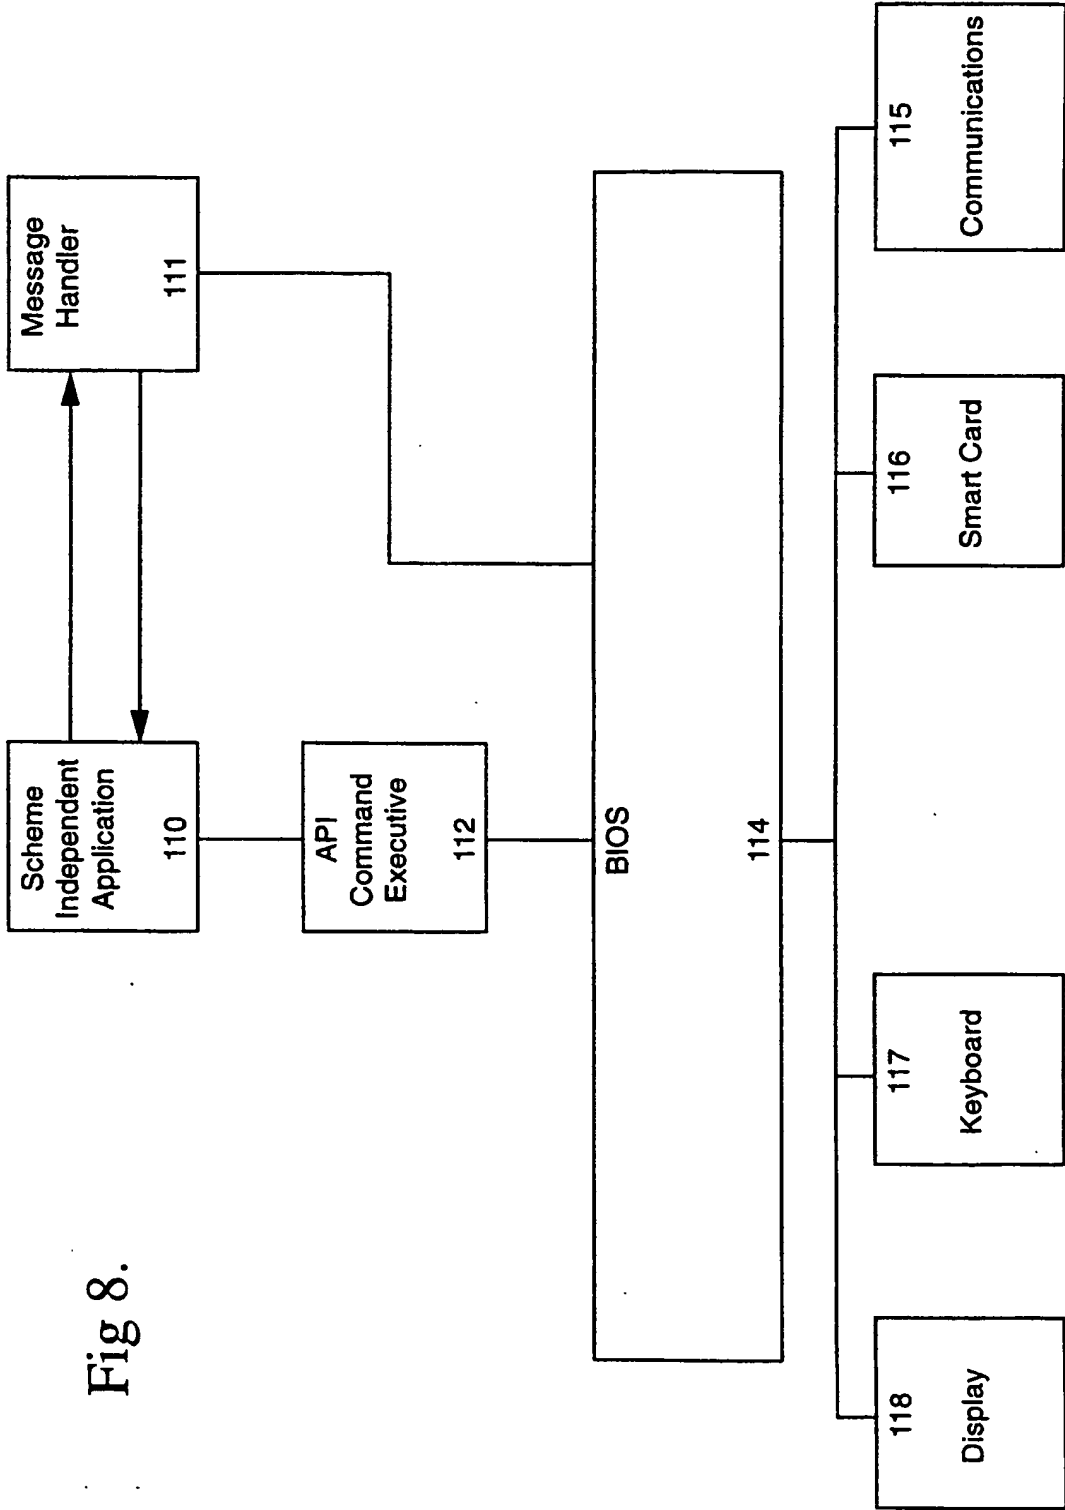 Fig 8.
Scheme
Independent
Application
110
Message
Handler
111
API
Command
Executive
112
BIOS
114
118
Display
117
Keyboard
116
Smart Card
115
Communications